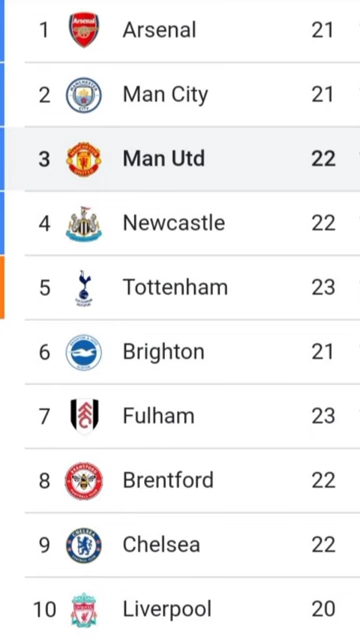 1 Arsenal 21
2 Man City 21
3 Man Utd 22
4 Newcastle 22
5 Tottenham 23
6 Brighton 21
7 Fulham 23
8 Brentford 22
9 Chelsea 22
10 Liverpool 20